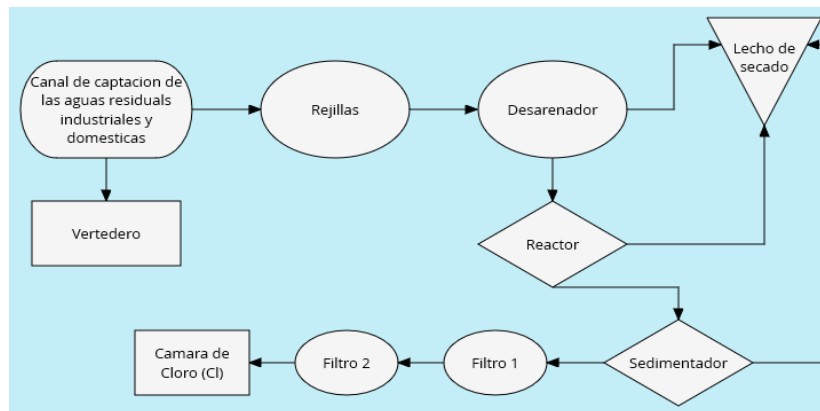 Canal de captacion de
las aguas residuals
industriales y
domesticas
Rejillas
Desarenador
Lecho de
secado
Vertedero
Reactor
Camara de
Cloro (Cl)
Filtro 2
Filtro 1
Sedimentador